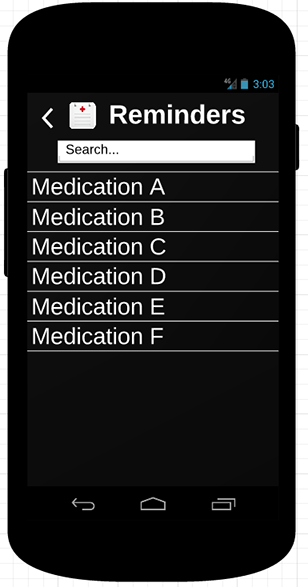 4G 3:03
Reminders
Search...
Medication A
Medication B
Medication C
Medication D
Medication E
Medication F